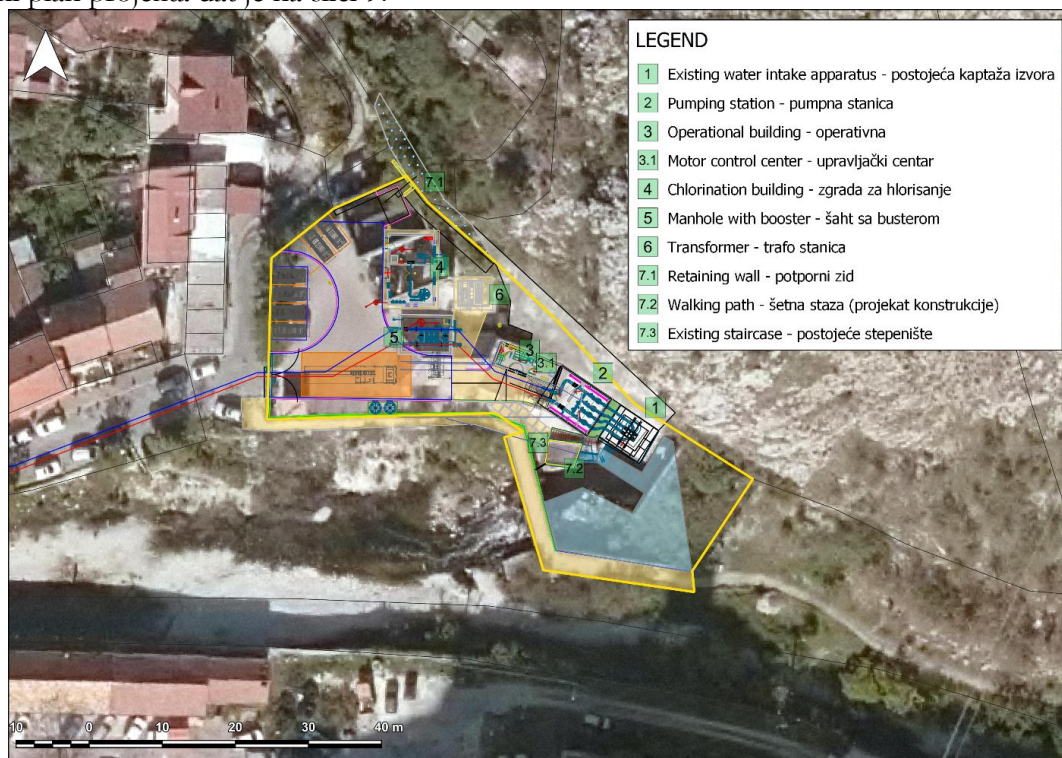 LEGEND
1 Existing water intake apparatus - postojeća kaptaža izvora
2 Pumping station - pumpna stanica
3 Operational building - operativna
3.1 Motor control center - upravljački centar
4 Chlorination building - zgrada za hlorisanje
5 Manhole with booster - šaht sa busterom
6 Transformer - trafo stanica
7.1 Retaining wall - potporni zid
7.2 Walking path - šetna staza (projekat konstrukcije)
7.3 Existing staircase - postojeće stepenište
7.1
4
6
5
3
3.1
2
1
7.3
7.2
10 0 10 20 30 40 m